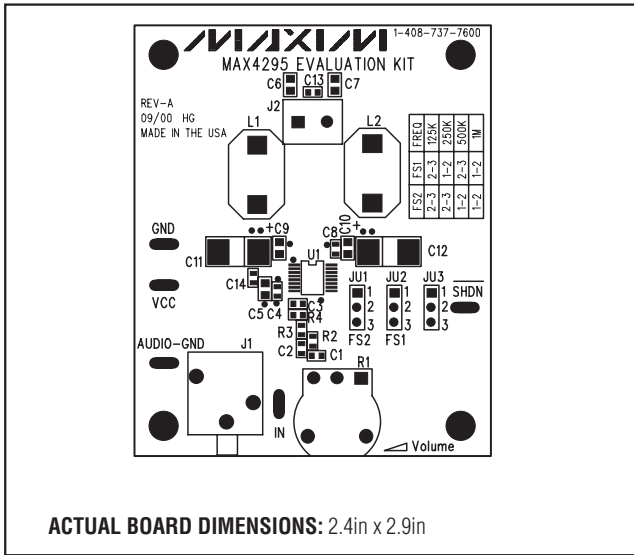 MAXIM
1-408-737-7600
MAX4295 EVALUATION KIT
C6 C13 C7
J2
REV-A
09/00 HG
MADE IN THE USA
L1
L2
FREQ 125K 250K 500K 1M
FS1 2-3 1-2 2-3 1-2
FS2 2-3 2-3 1-2 1-2
GND
+
C9
C8
C10
+
C11
U1
C12
VCC
C14
C5
C4
C3
R4
JU1
1
2
3
FS2
JU2
1
2
3
FS1
JU3
1
2
3
SHDN
R3
R2
C2
C1
AUDIO-GND
J1
R1
IN
Volume
ACTUAL BOARD DIMENSIONS: 2.4in x 2.9in